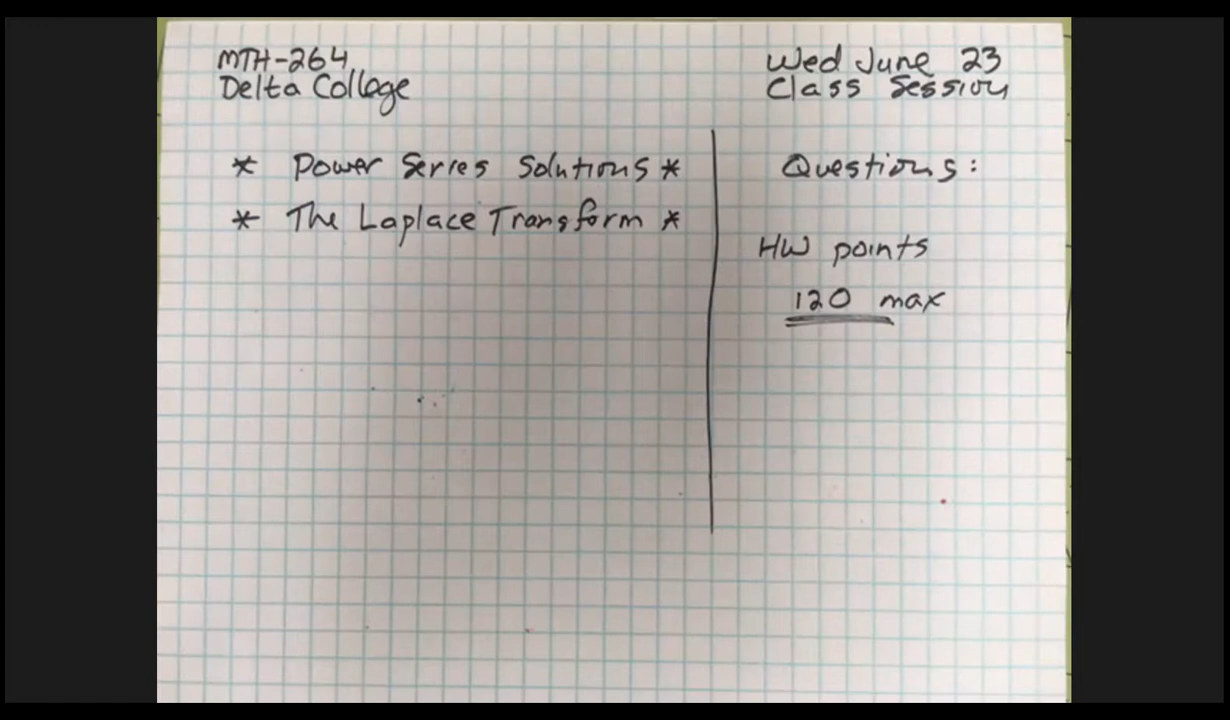 MTH-264
Delta College
Wed June 23
Class Session
* Power Series Solutions *
* The Laplace Transform *
Questions:
HW points
120 max